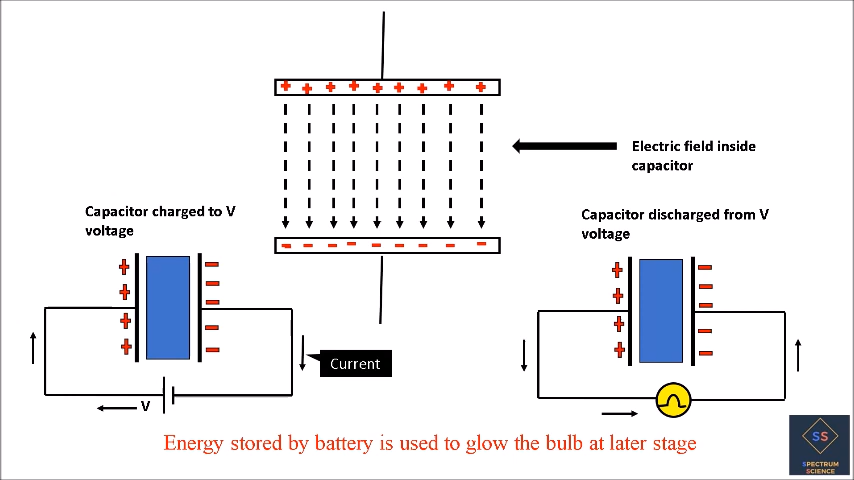 Electric field inside
capacitor
Capacitor charged to V
voltage
Capacitor discharged from V
voltage
Current
V
Energy stored by battery is used to glow the bulb at later stage
SS
SPECTRUM
SCIENCE